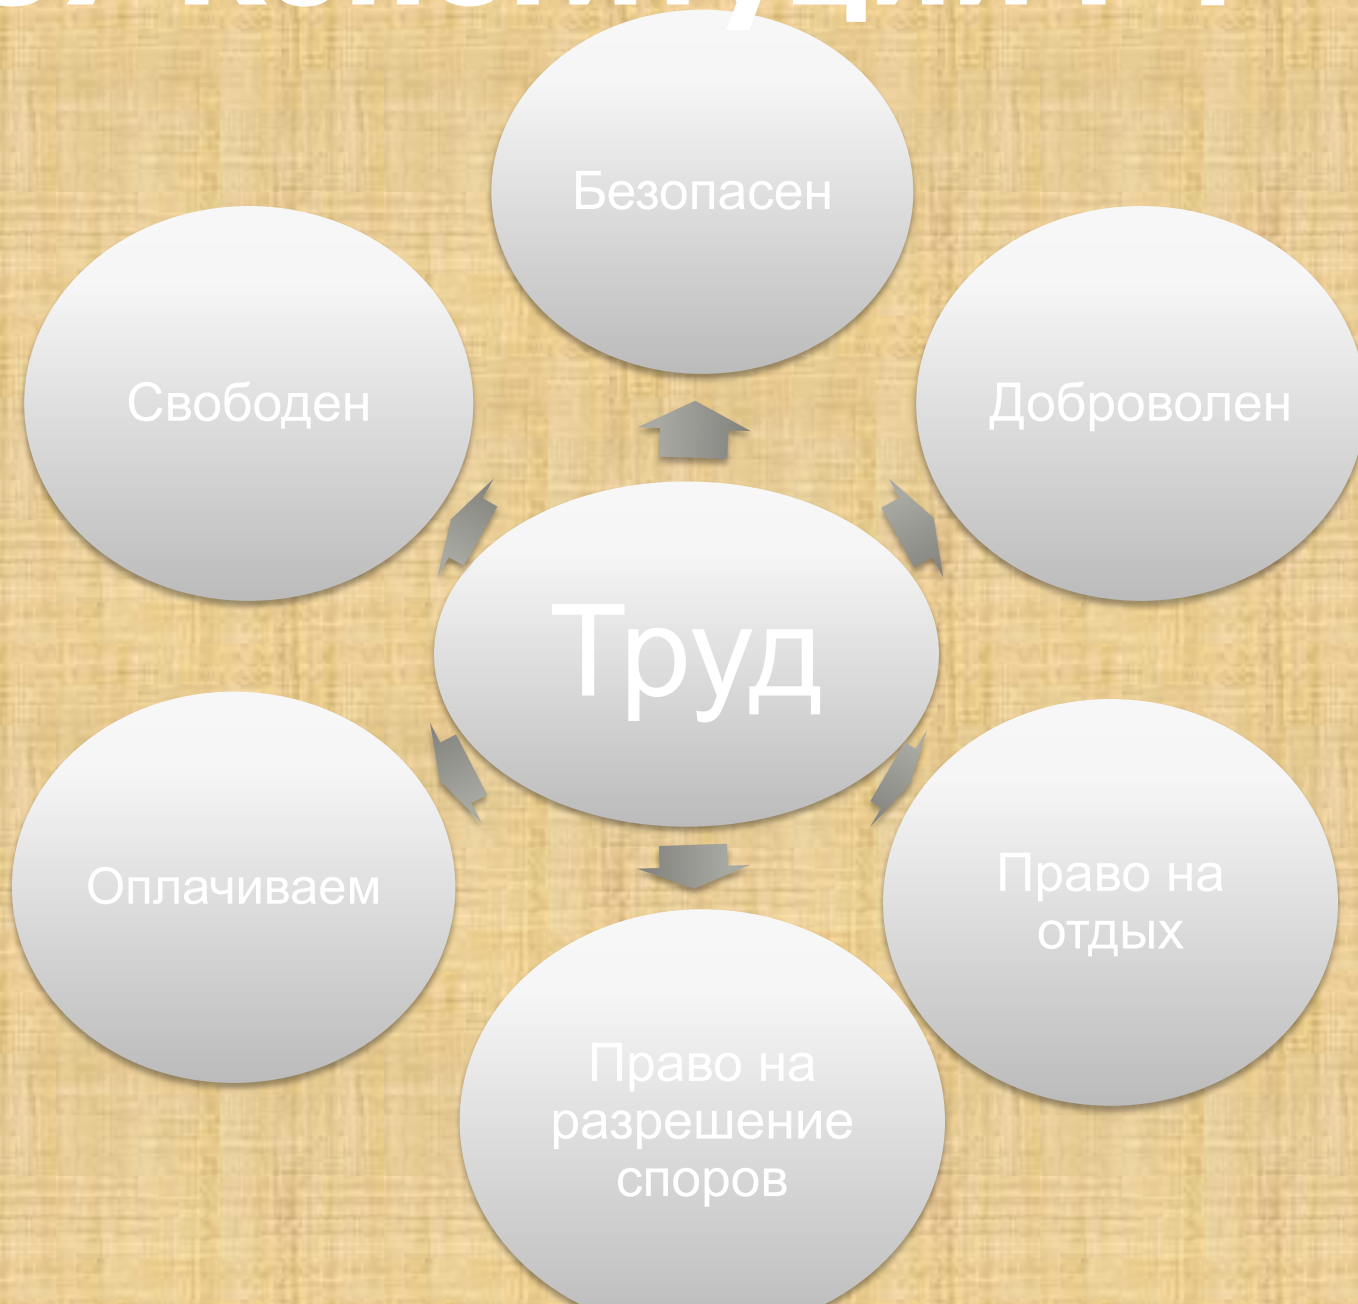 Безопасен
Свободен
Доброволен
Труд
Оплачиваем
Право на
отдых
Право на
разрешение
споров